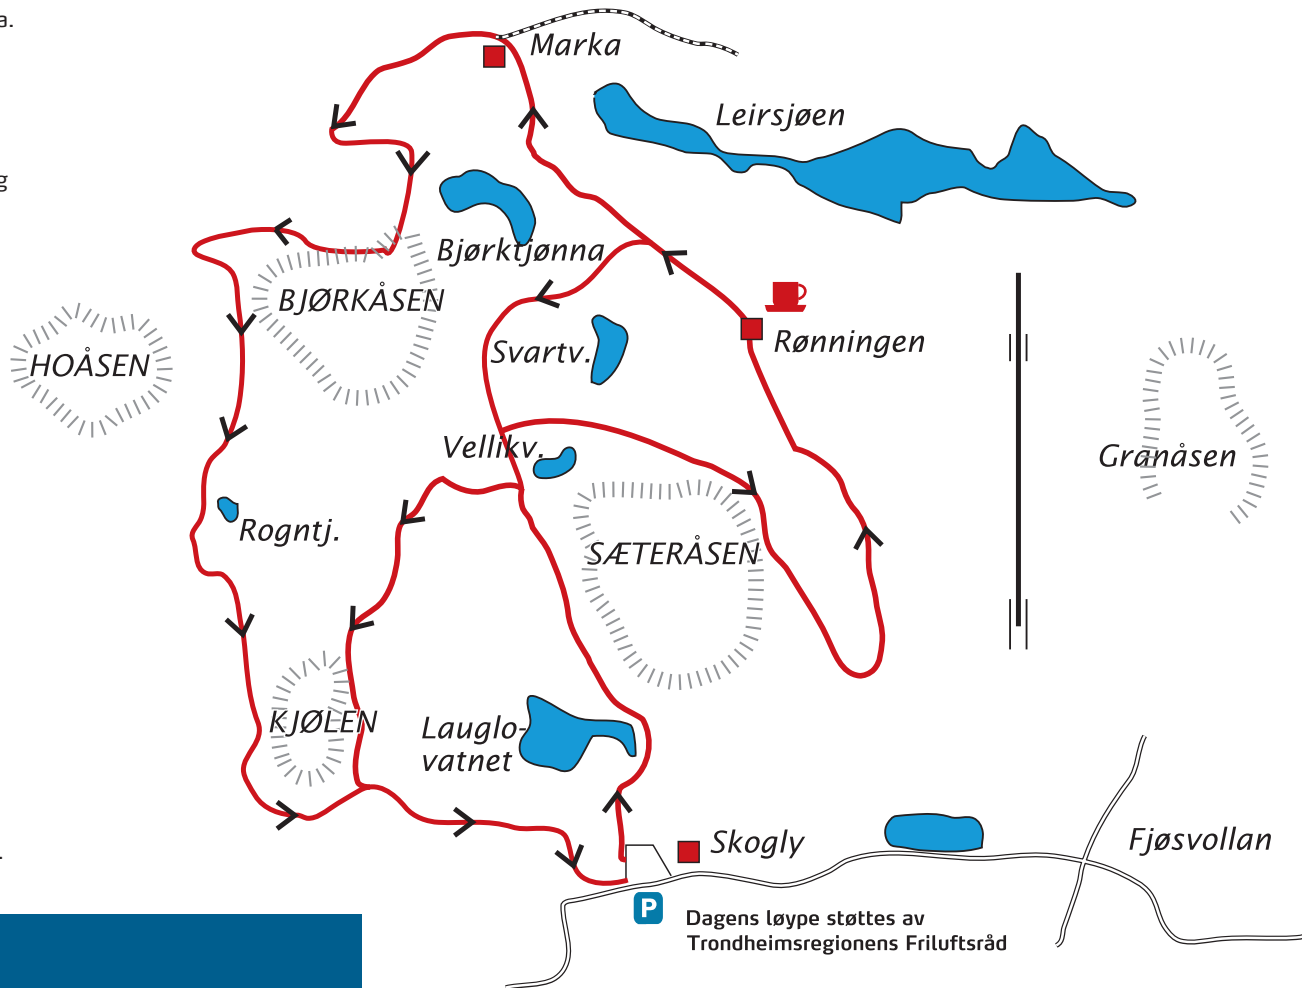 a.
Marka
Leirsjøen
g
Bjørktjønna
BJØRKÅSEN
HOÅSEN
Svartv.
Rønningen
Vellikv.
Granåsen
Rogntj.
SÆTERÅSEN
KJØLEN
Lauglo-
vatnet
Skogly
Fjøsvollan
.
P
Dagens løype støttes av
Trondheimsregionens Friluftsråd